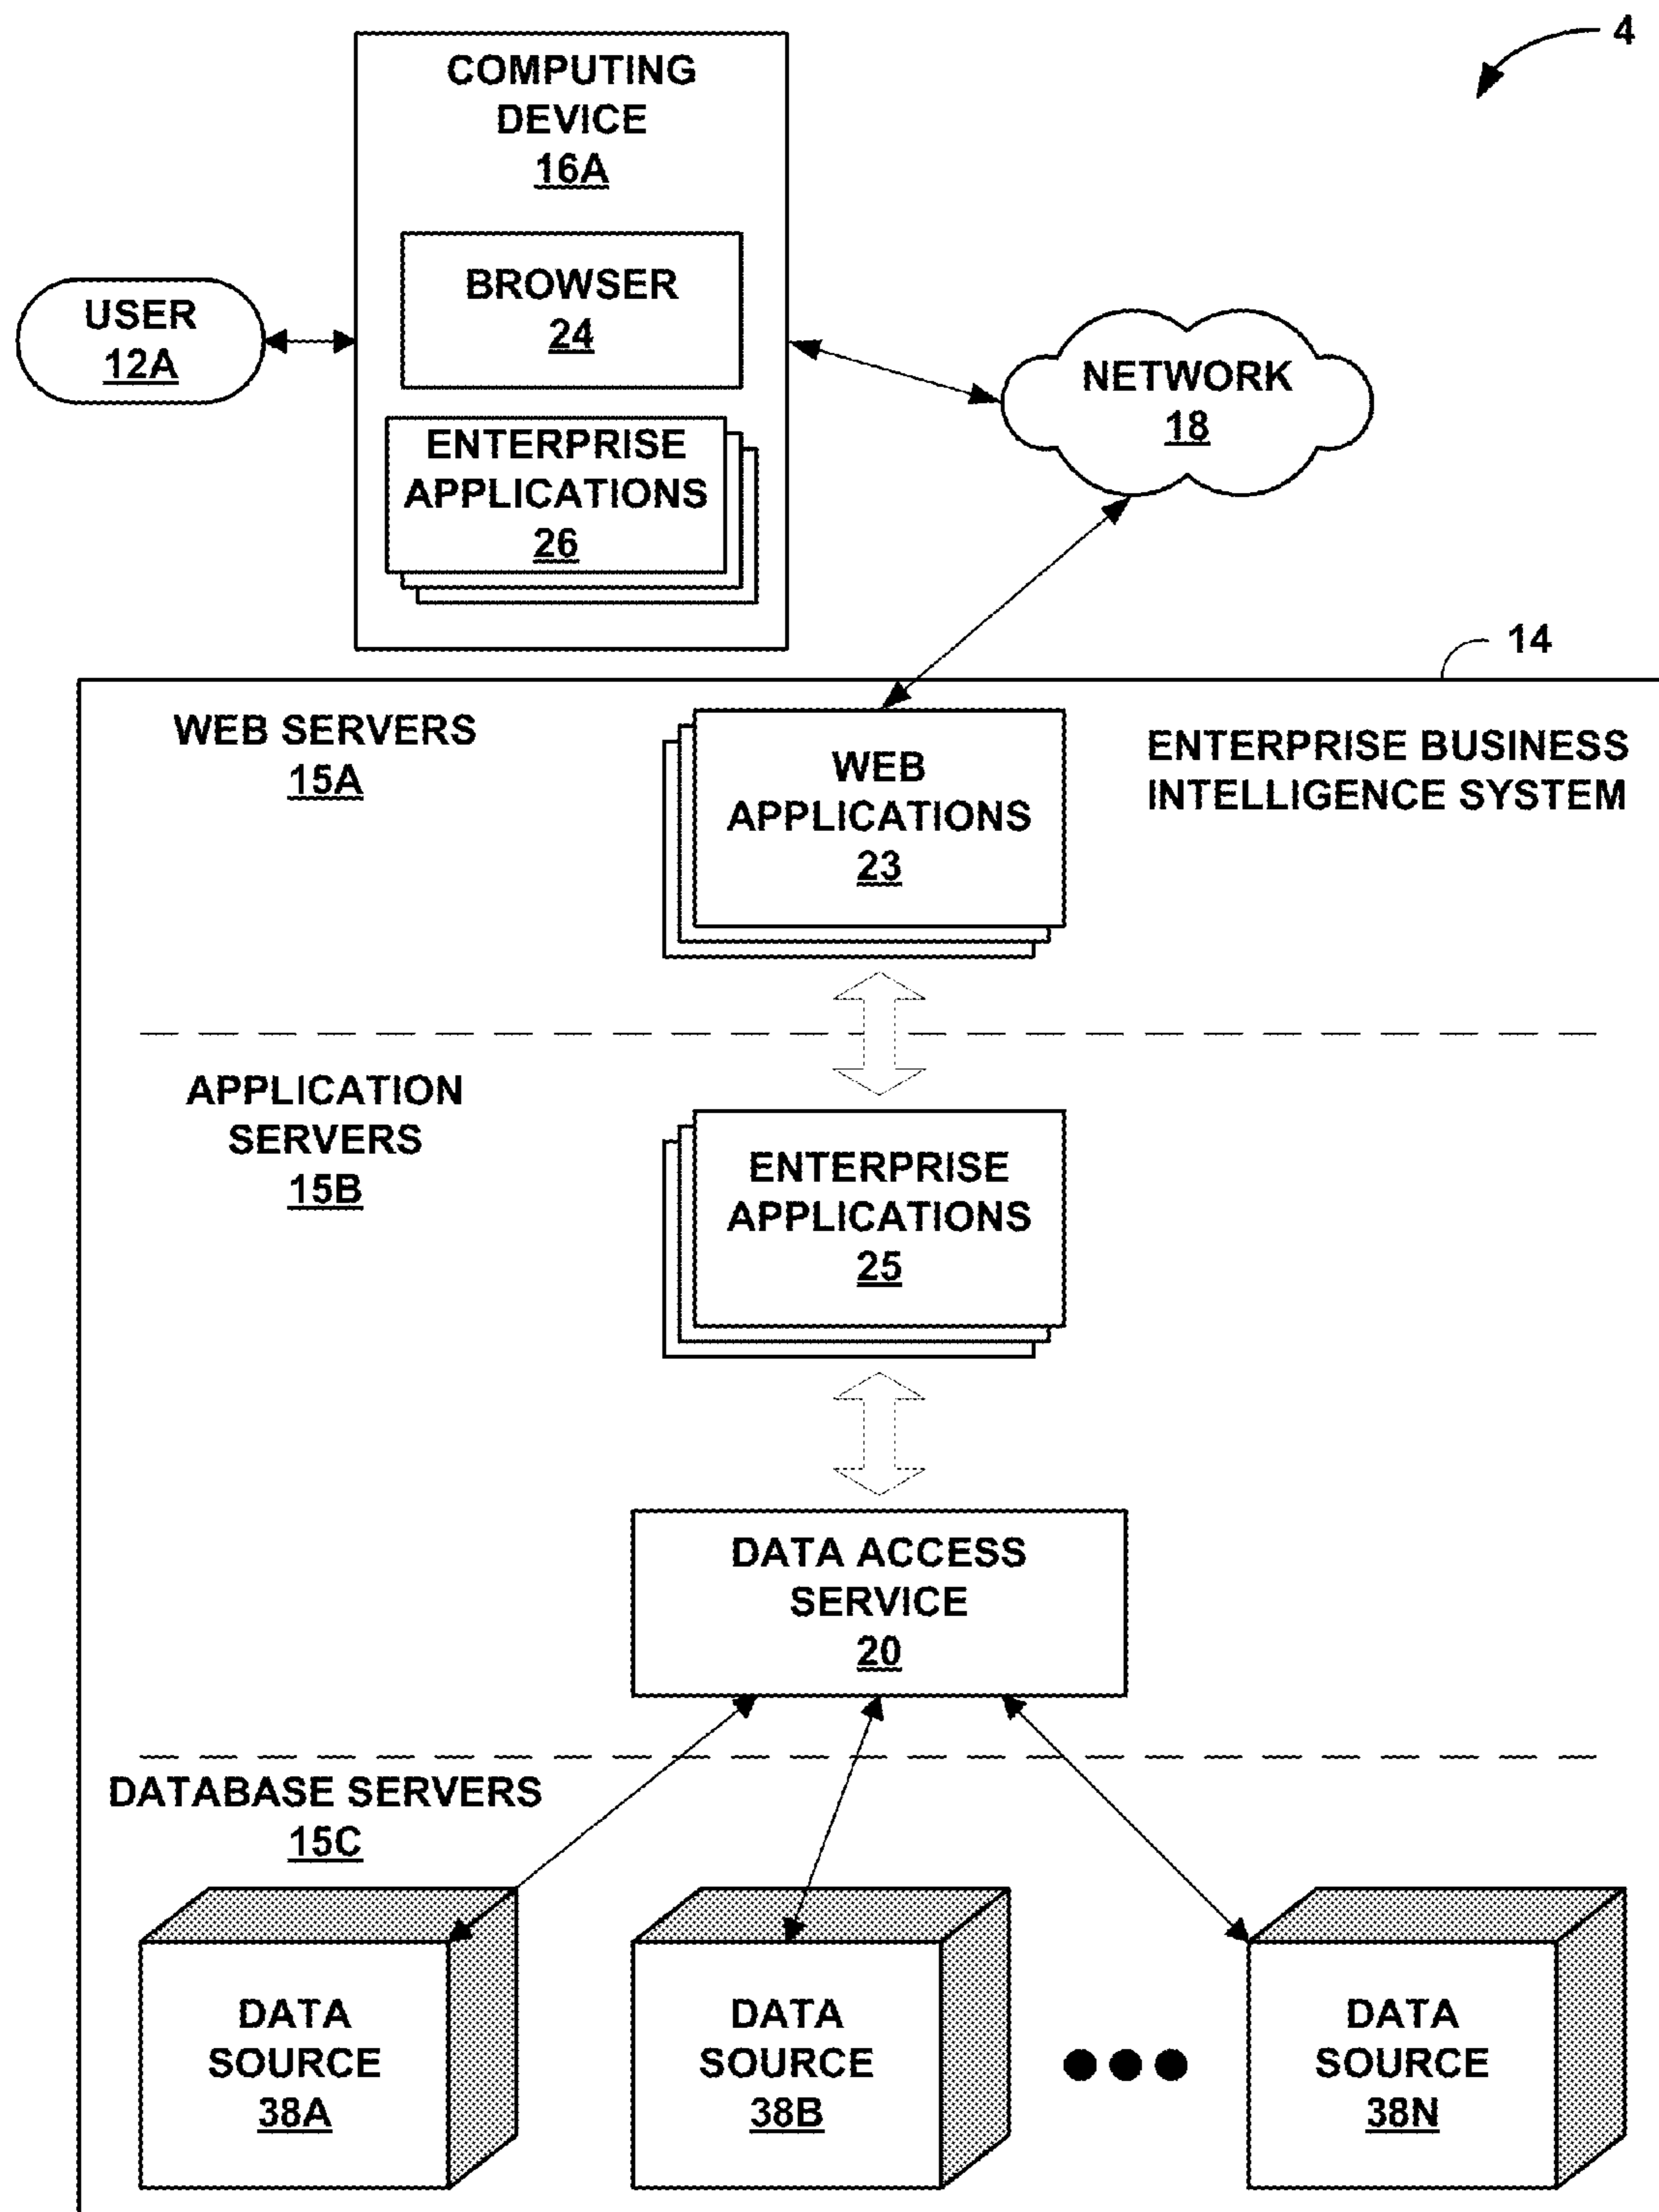 4
COMPUTING
DEVICE
16A
BROWSER
24
USER
12A
ENTERPRISE
APPLICATIONS
26
NETWORK
18
14
WEB SERVERS
15A
WEB
APPLICATIONS
23
ENTERPRISE BUSINESS
INTELLIGENCE SYSTEM
APPLICATION
SERVERS
15B
ENTERPRISE
APPLICATIONS
25
DATA ACCESS
SERVICE
20
DATABASE SERVERS
15C
DATA
SOURCE
38A
DATA
SOURCE
38B
DATA
SOURCE
38N